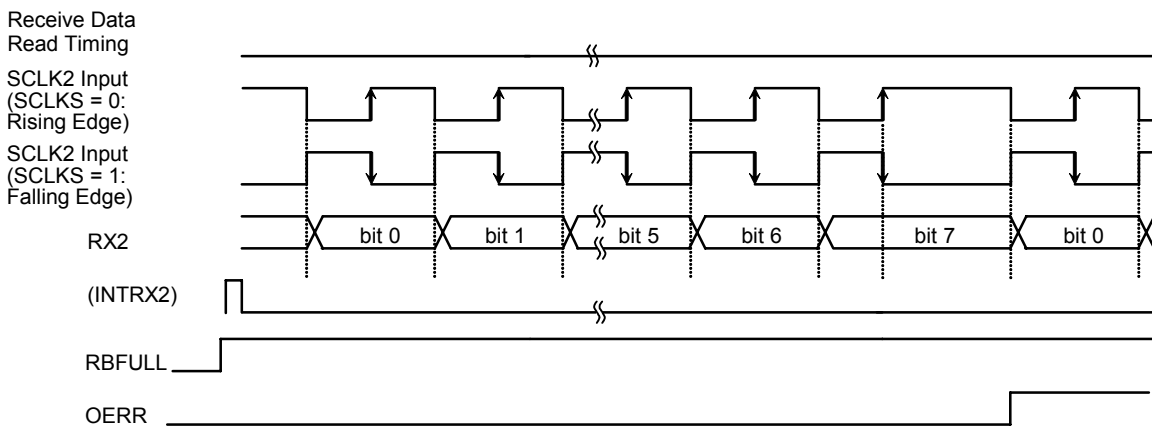 Receive Data
Read Timing
SCLK2 Input
(SCLKS = 0:
Rising Edge)
SCLK2 Input
(SCLKS = 1:
Falling Edge)
RX2
bit 0 bit 1 bit 5 bit 6 bit 7 bit 0
(INTRX2)
RBFULL
OERR